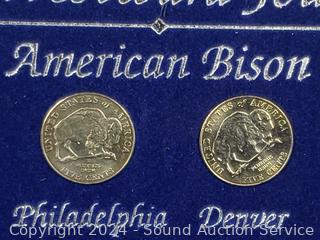 American Bison
UNITED STATES OF AMERICA
FIVE CENTS
UNITED STATES OF AMERICA
FIVE CENTS
Philadelphia Denver
Copyright 2024 - Sound Auction Service